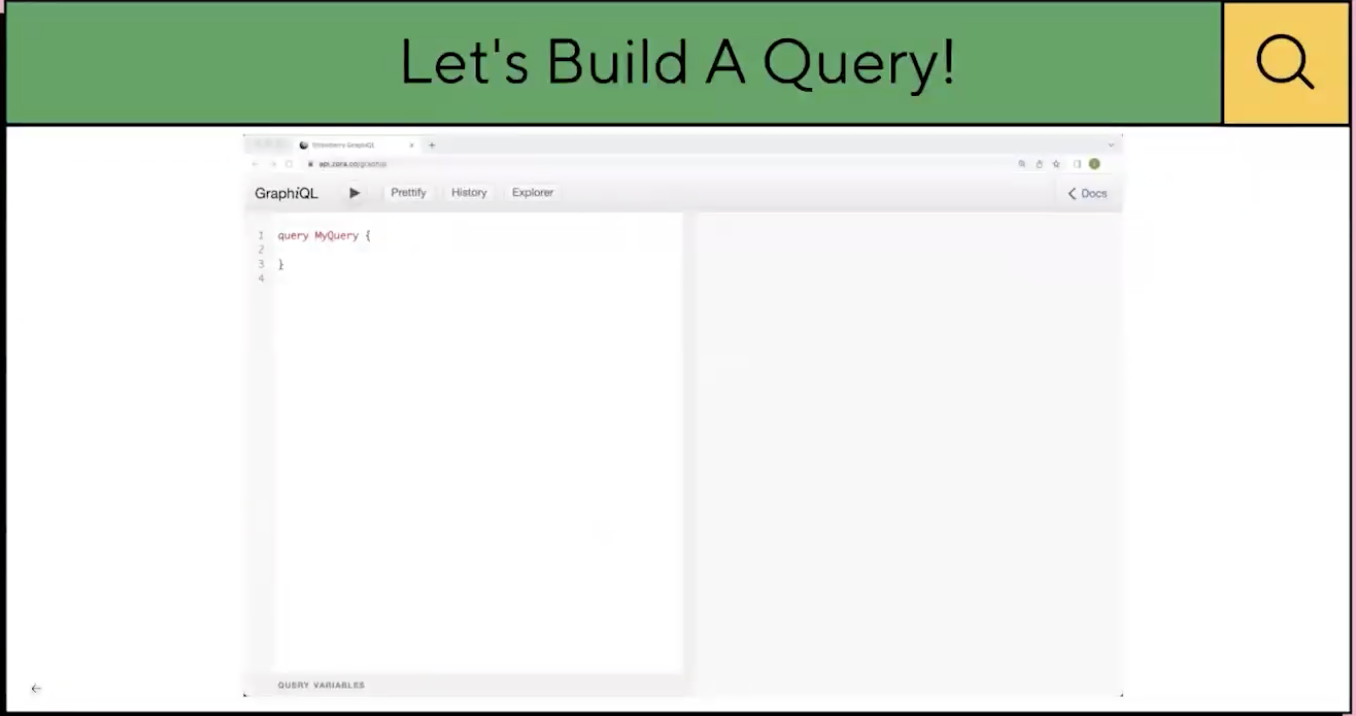 Let's Build A Query!
Strawberry GraphiQL
api.zora.co/graphql
GraphiQL Prettify History Explorer Docs
1 query MyQuery {
2
3 }
4
QUERY VARIABLES